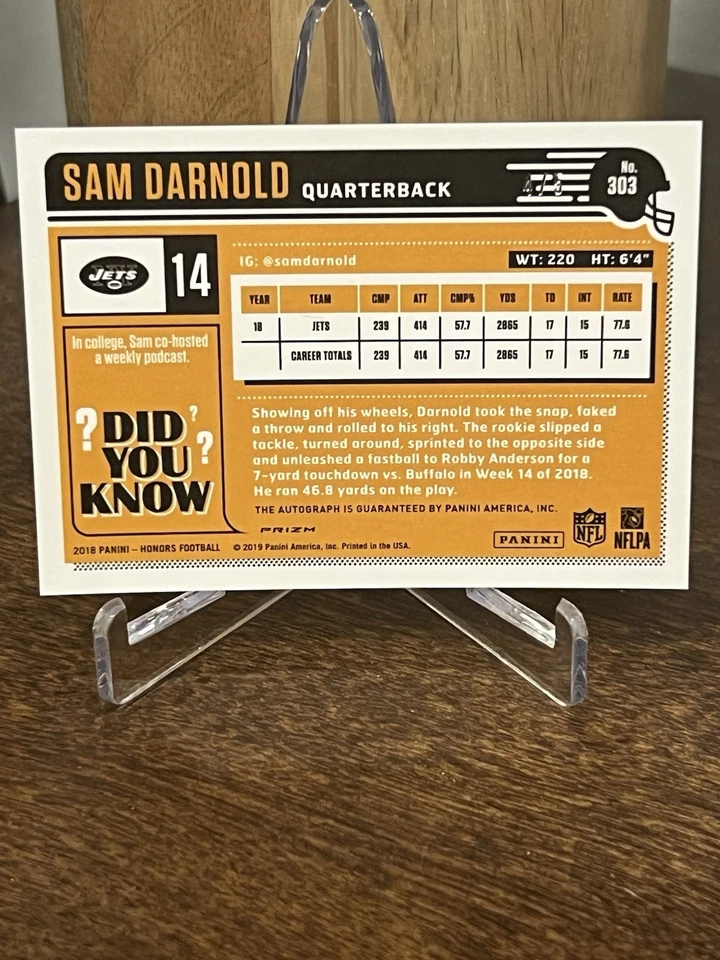 SAM DARNOLD QUARTERBACK
No.
303
JETS
14
IG: @samdarnold
WT: 220 HT: 6'4"
YEAR TEAM CMP ATT CMP% YDS TD INT RATE
18 JETS 239 414 57.7 2865 17 15 77.6
CAREER TOTALS 239 414 57.7 2865 17 15 77.6
In college, Sam co-hosted
a weekly podcast.
? DID ?
YOU ?
KNOW
Showing off his wheels, Darnold took the snap, faked
a throw and rolled to his right. The rookie slipped a
tackle, turned around, sprinted to the opposite side
and unleashed a fastball to Robby Anderson for a
7-yard touchdown vs. Buffalo in Week 14 of 2018.
He ran 46.8 yards on the play.
THE AUTOGRAPH IS GUARANTEED BY PANINI AMERICA, INC.
PRIZM
2018 PANINI – HONORS FOOTBALL © 2019 Panini America, Inc. Printed in the USA.
PANINI
NFL
NFLPA